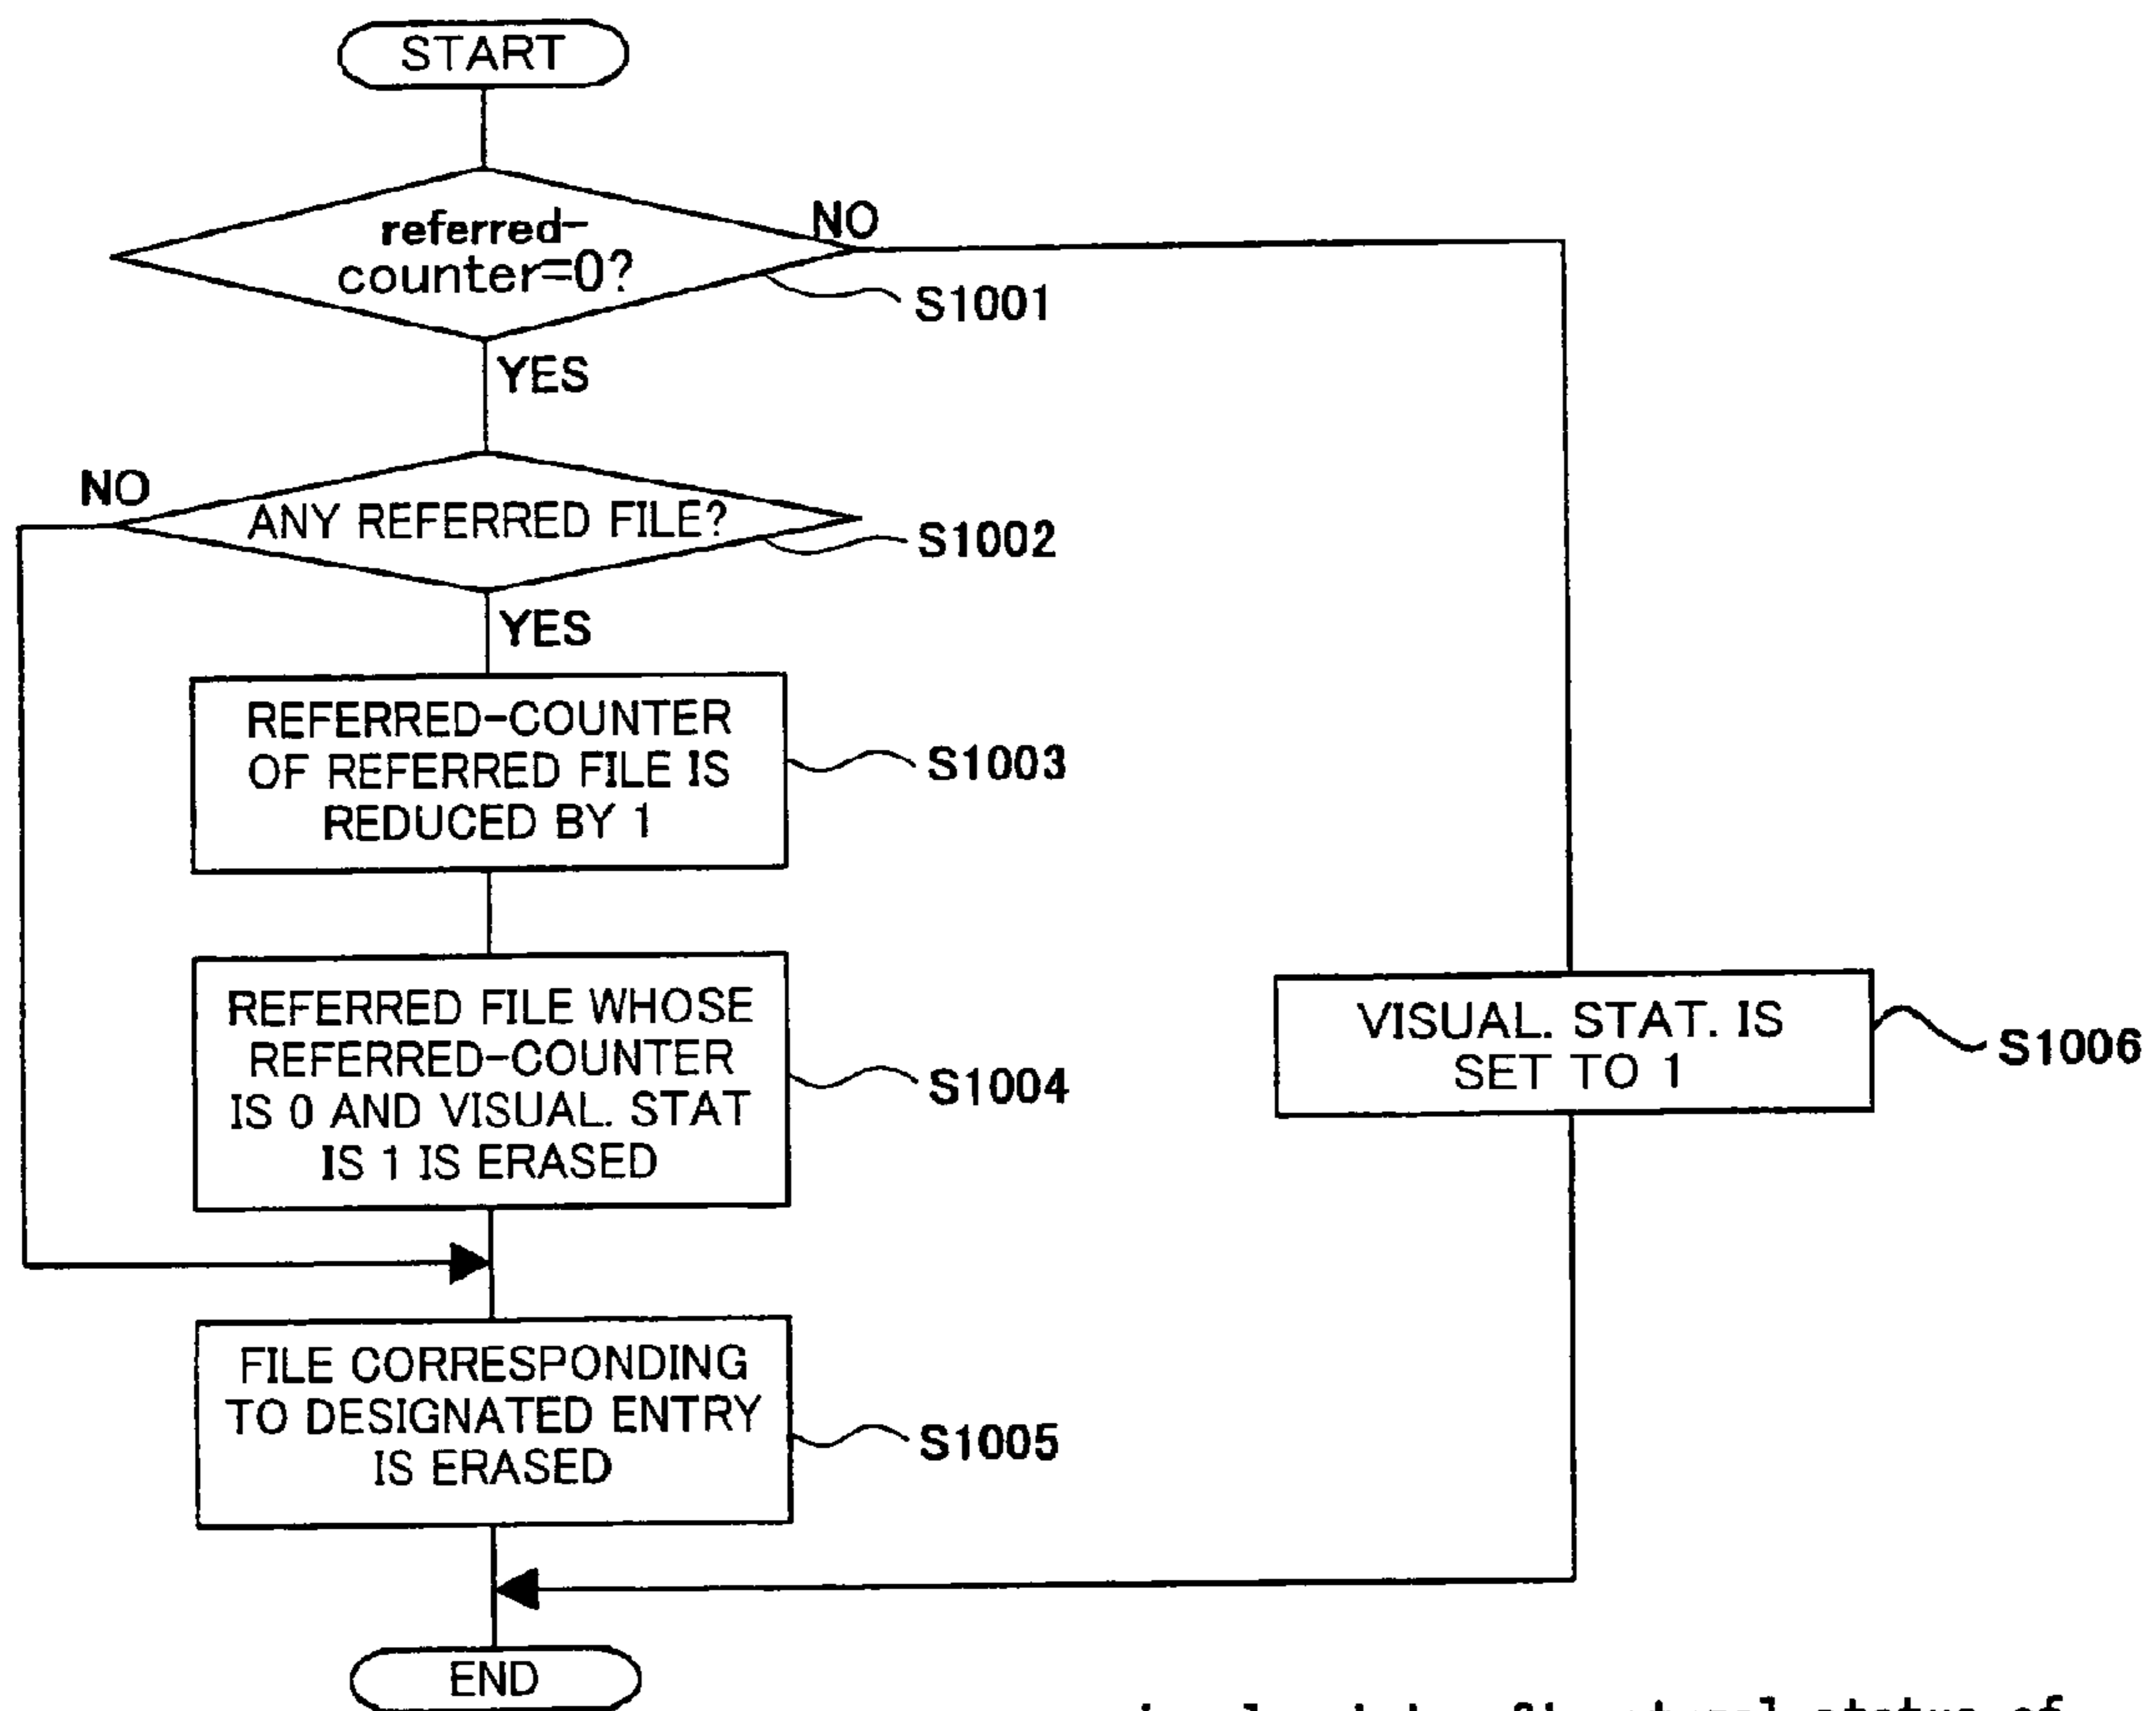 START
referred-
counter=0?
NO
S1001
YES
NO
ANY REFERRED FILE?
S1002
YES
REFERRED-COUNTER
OF REFERRED FILE IS
REDUCED BY 1
S1003
REFERRED FILE WHOSE
REFERRED-COUNTER
IS 0 AND VISUAL. STAT
IS 1 IS ERASED
S1004
VISUAL. STAT. IS
SET TO 1
S1006
FILE CORRESPONDING
TO DESIGNATED ENTRY
IS ERASED
S1005
END
status of